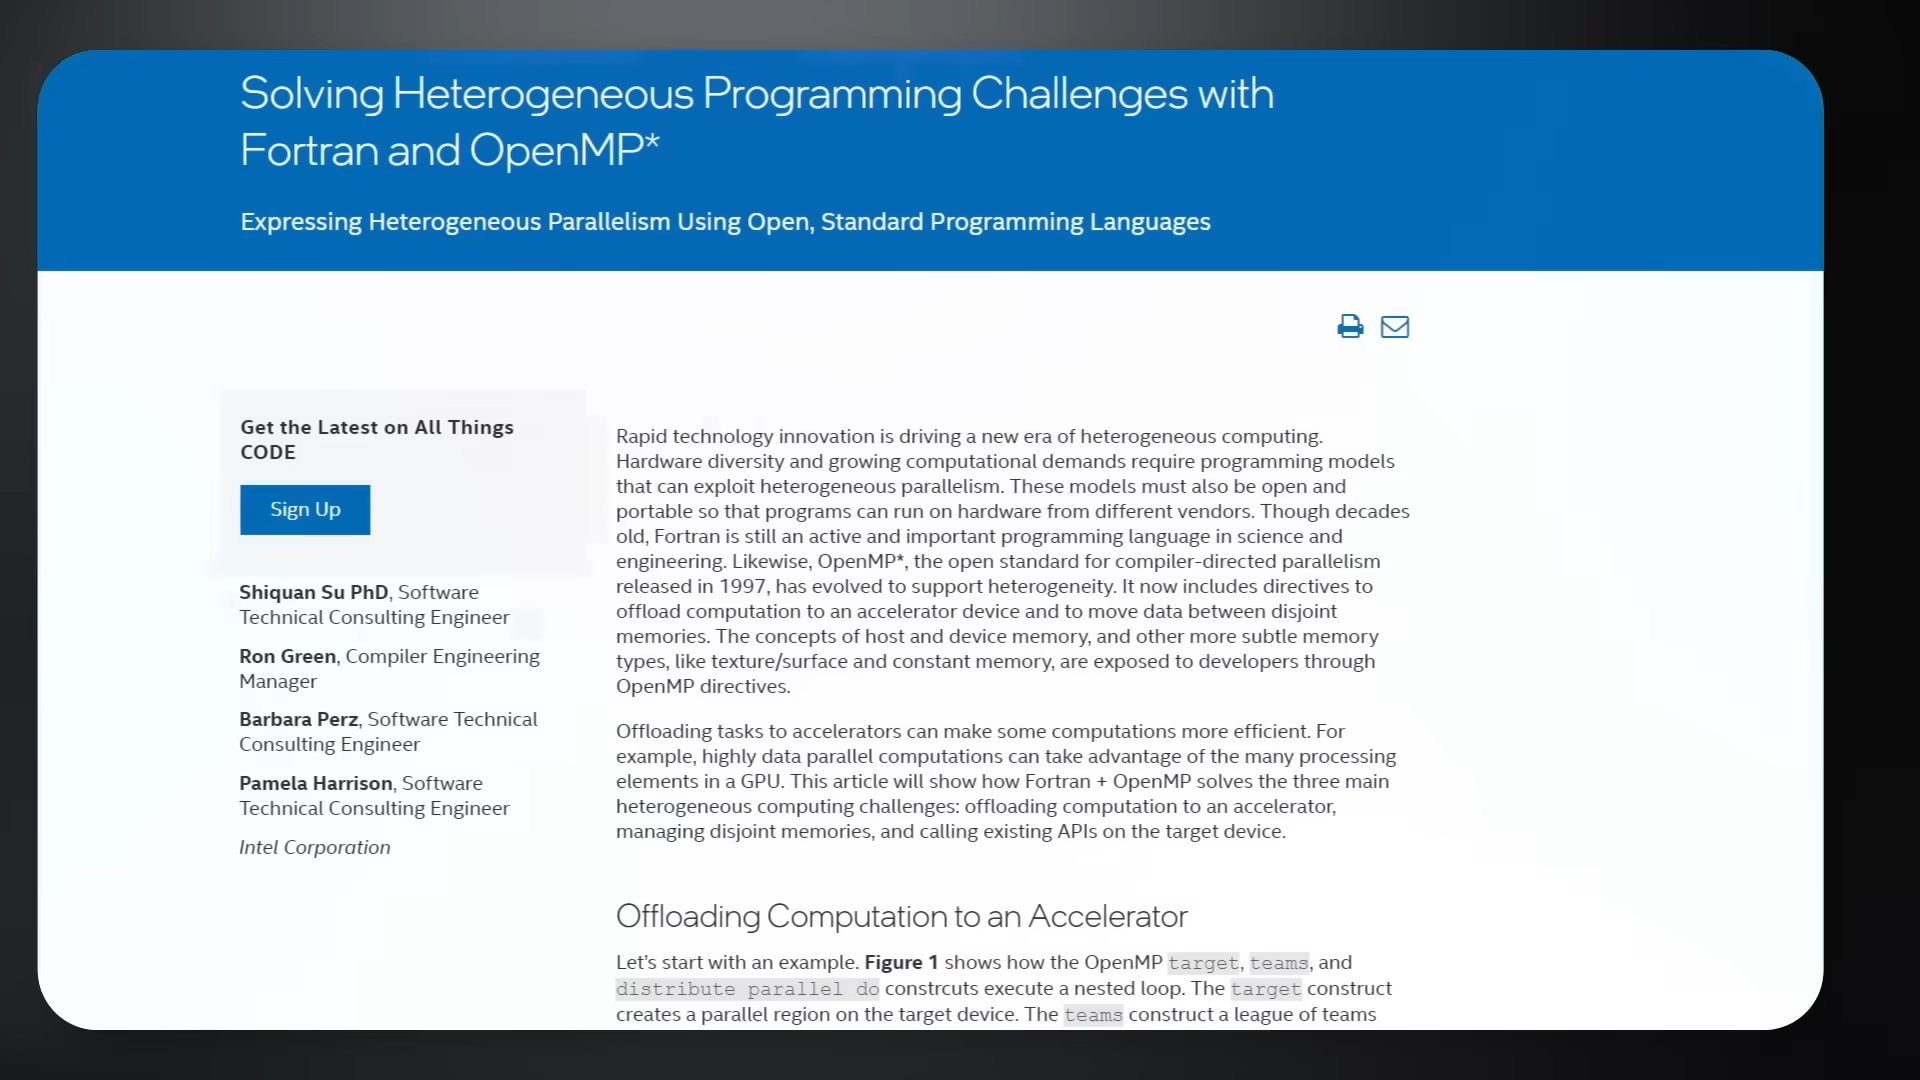 Solving Heterogeneous Programming Challenges with
Fortran and OpenMP*
Expressing Heterogeneous Parallelism Using Open, Standard Programming Languages
Get the Latest on All Things
CODE
Sign Up
Shiquan Su PhD, Software
Technical Consulting Engineer
Ron Green, Compiler Engineering
Manager
Barbara Perz, Software Technical
Consulting Engineer
Pamela Harrison, Software
Technical Consulting Engineer
Intel Corporation
Rapid technology innovation is driving a new era of heterogeneous computing.
Hardware diversity and growing computational demands require programming models
that can exploit heterogeneous parallelism. These models must also be open and
portable so that programs can run on hardware from different vendors. Though decades
old, Fortran is still an active and important programming language in science and
engineering. Likewise, OpenMP*, the open standard for compiler-directed parallelism
released in 1997, has evolved to support heterogeneity. It now includes directives to
offload computation to an accelerator device and to move data between disjoint
memories. The concepts of host and device memory, and other more subtle memory
types, like texture/surface and constant memory, are exposed to developers through
OpenMP directives.
Offloading tasks to accelerators can make some computations more efficient. For
example, highly data parallel computations can take advantage of the many processing
elements in a GPU. This article will show how Fortran + OpenMP solves the three main
heterogeneous computing challenges: offloading computation to an accelerator,
managing disjoint memories, and calling existing APIs on the target device.
Offloading Computation to an Accelerator
Let's start with an example. Figure 1 shows how the OpenMP target, teams, and
distribute parallel do constrcuts execute a nested loop. The target construct
creates a parallel region on the target device. The teams construct a league of teams